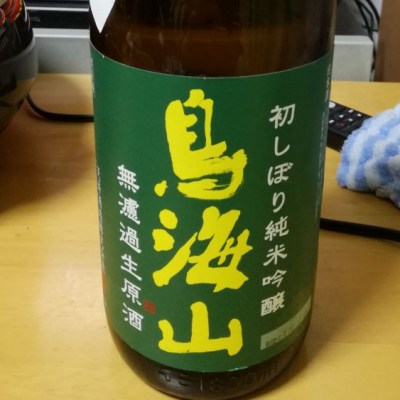 初しぼり純米吟醸
鳥海山
無濾過生原酒